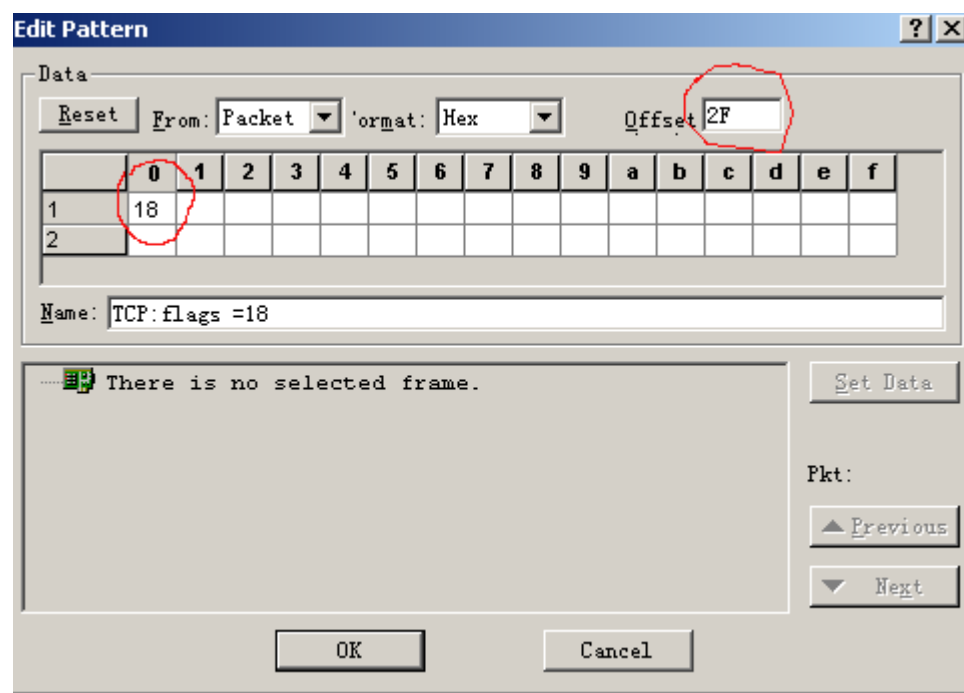 Edit Pattern
Data
Reset From: Packet 'ormat: Hex Offset 2F
0 1 2 3 4 5 6 7 8 9 a b c d e f
1 18
2
Name: TCP:flags =18
There is no selected frame.
Set Data
Pkt:
Previous
Next
OK Cancel